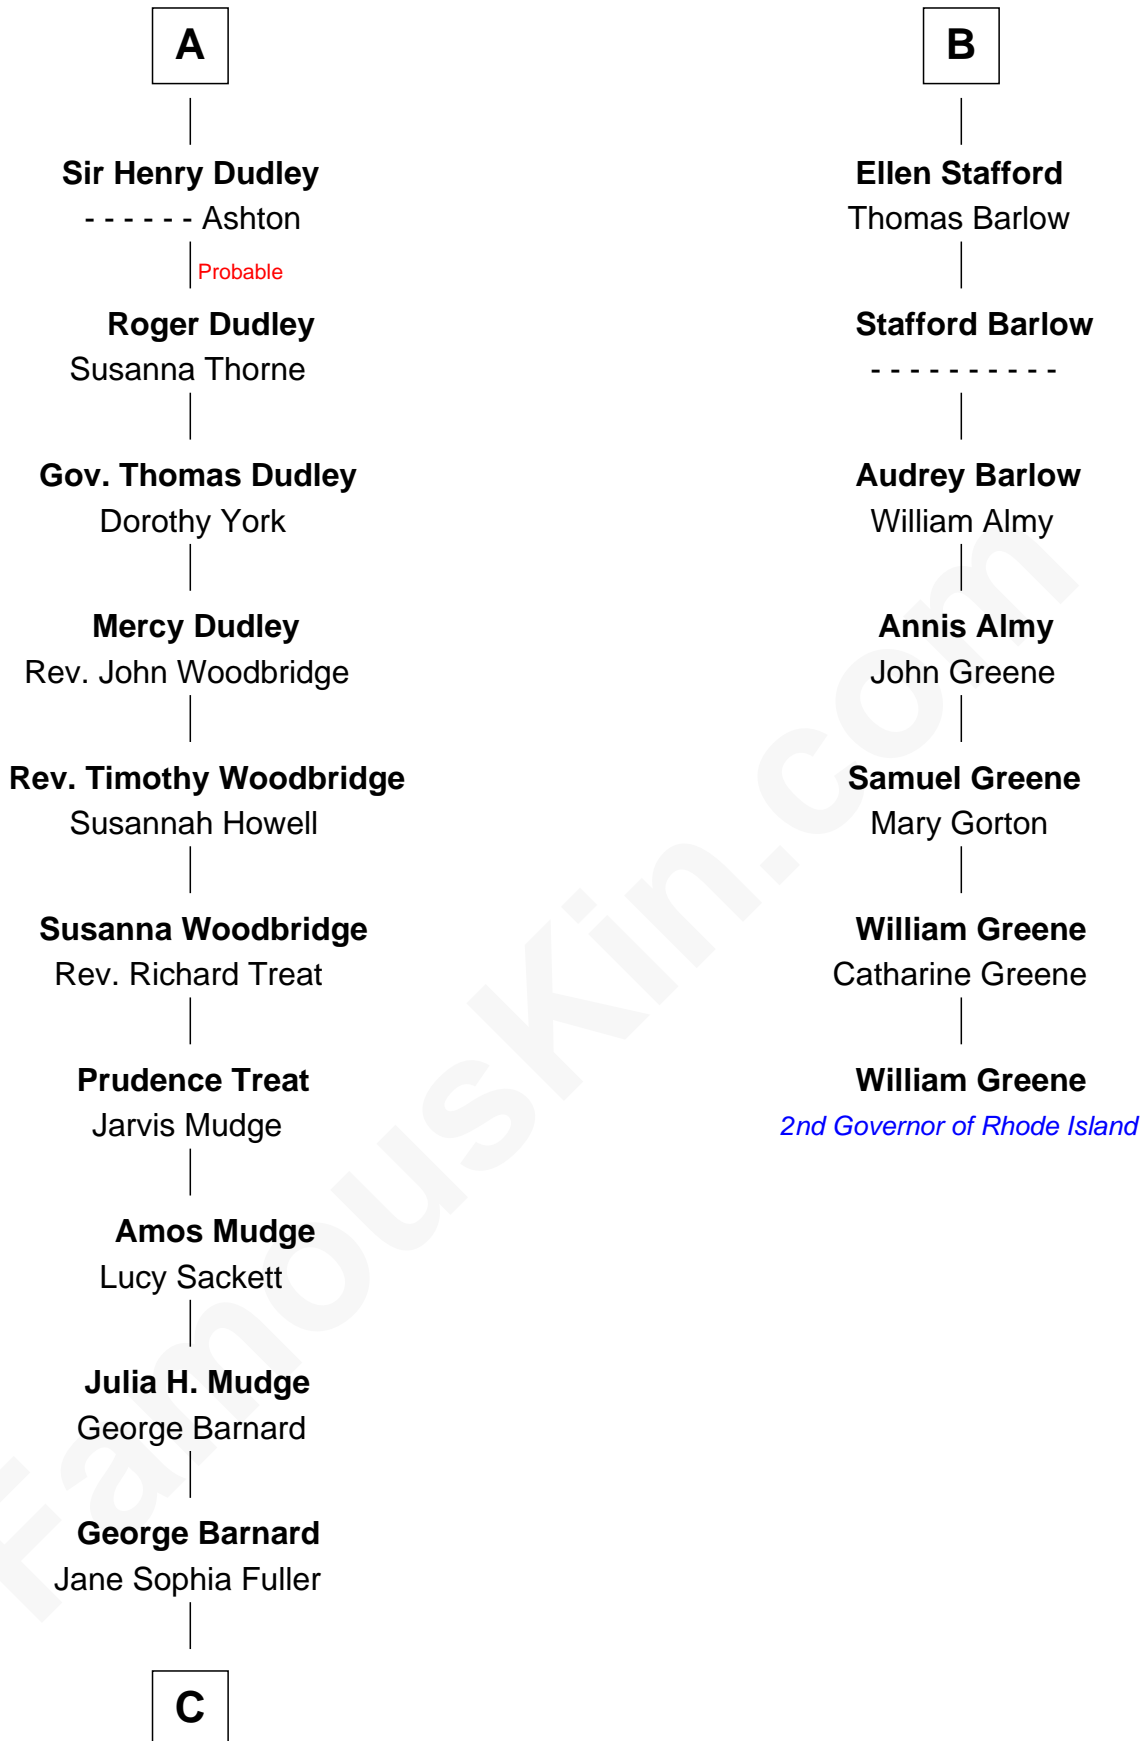 A
Sir Henry Dudley
- - - - - - Ashton
Probable
Roger Dudley
Susanna Thorne
Gov. Thomas Dudley
Dorothy York
Mercy Dudley
Rev. John Woodbridge
Rev. Timothy Woodbridge
Susannah Howell
Susanna Woodbridge
Rev. Richard Treat
Prudence Treat
Jarvis Mudge
Amos Mudge
Lucy Sackett
Julia H. Mudge
George Barnard
George Barnard
Jane Sophia Fuller
C
B
Ellen Stafford
Thomas Barlow
Stafford Barlow
- - - - - - - - - -
Audrey Barlow
William Almy
Annis Almy
John Greene
Samuel Greene
Mary Gorton
William Greene
Catharine Greene
William Greene
2nd Governor of Rhode Island
FamousKin.com